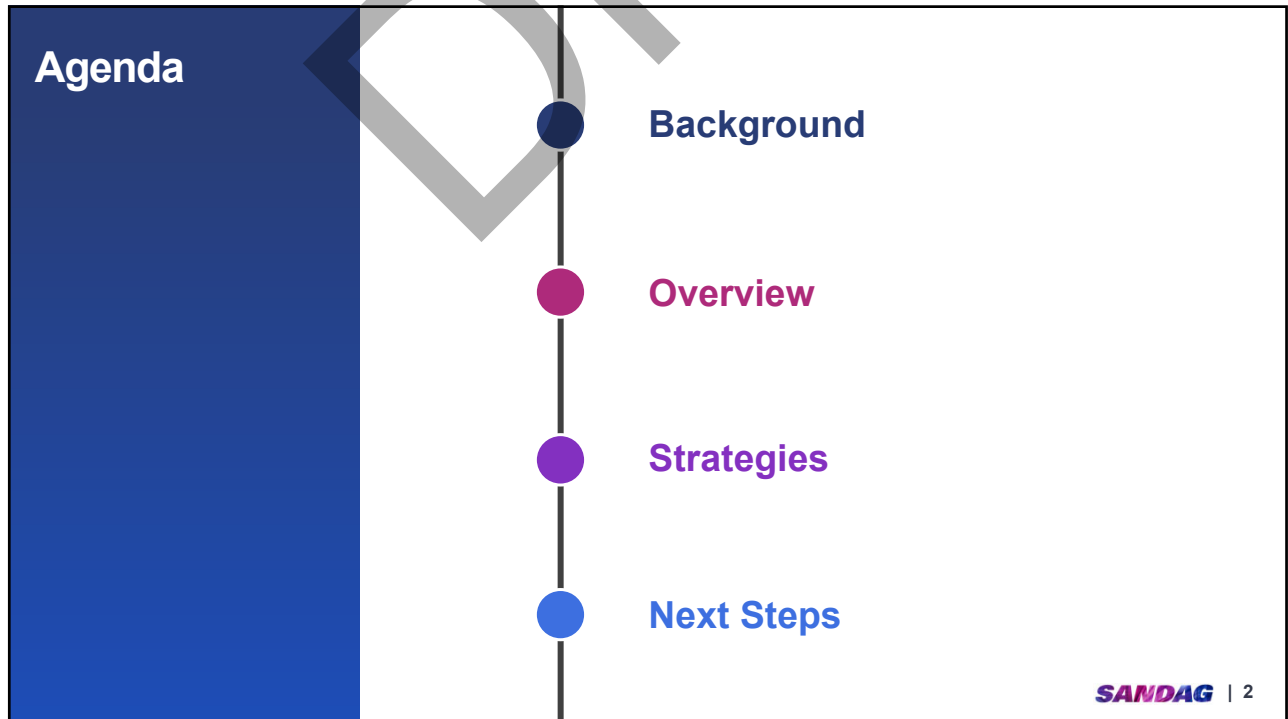 Agenda
Background
Overview
Strategies
Next Steps
SANDAG | 2